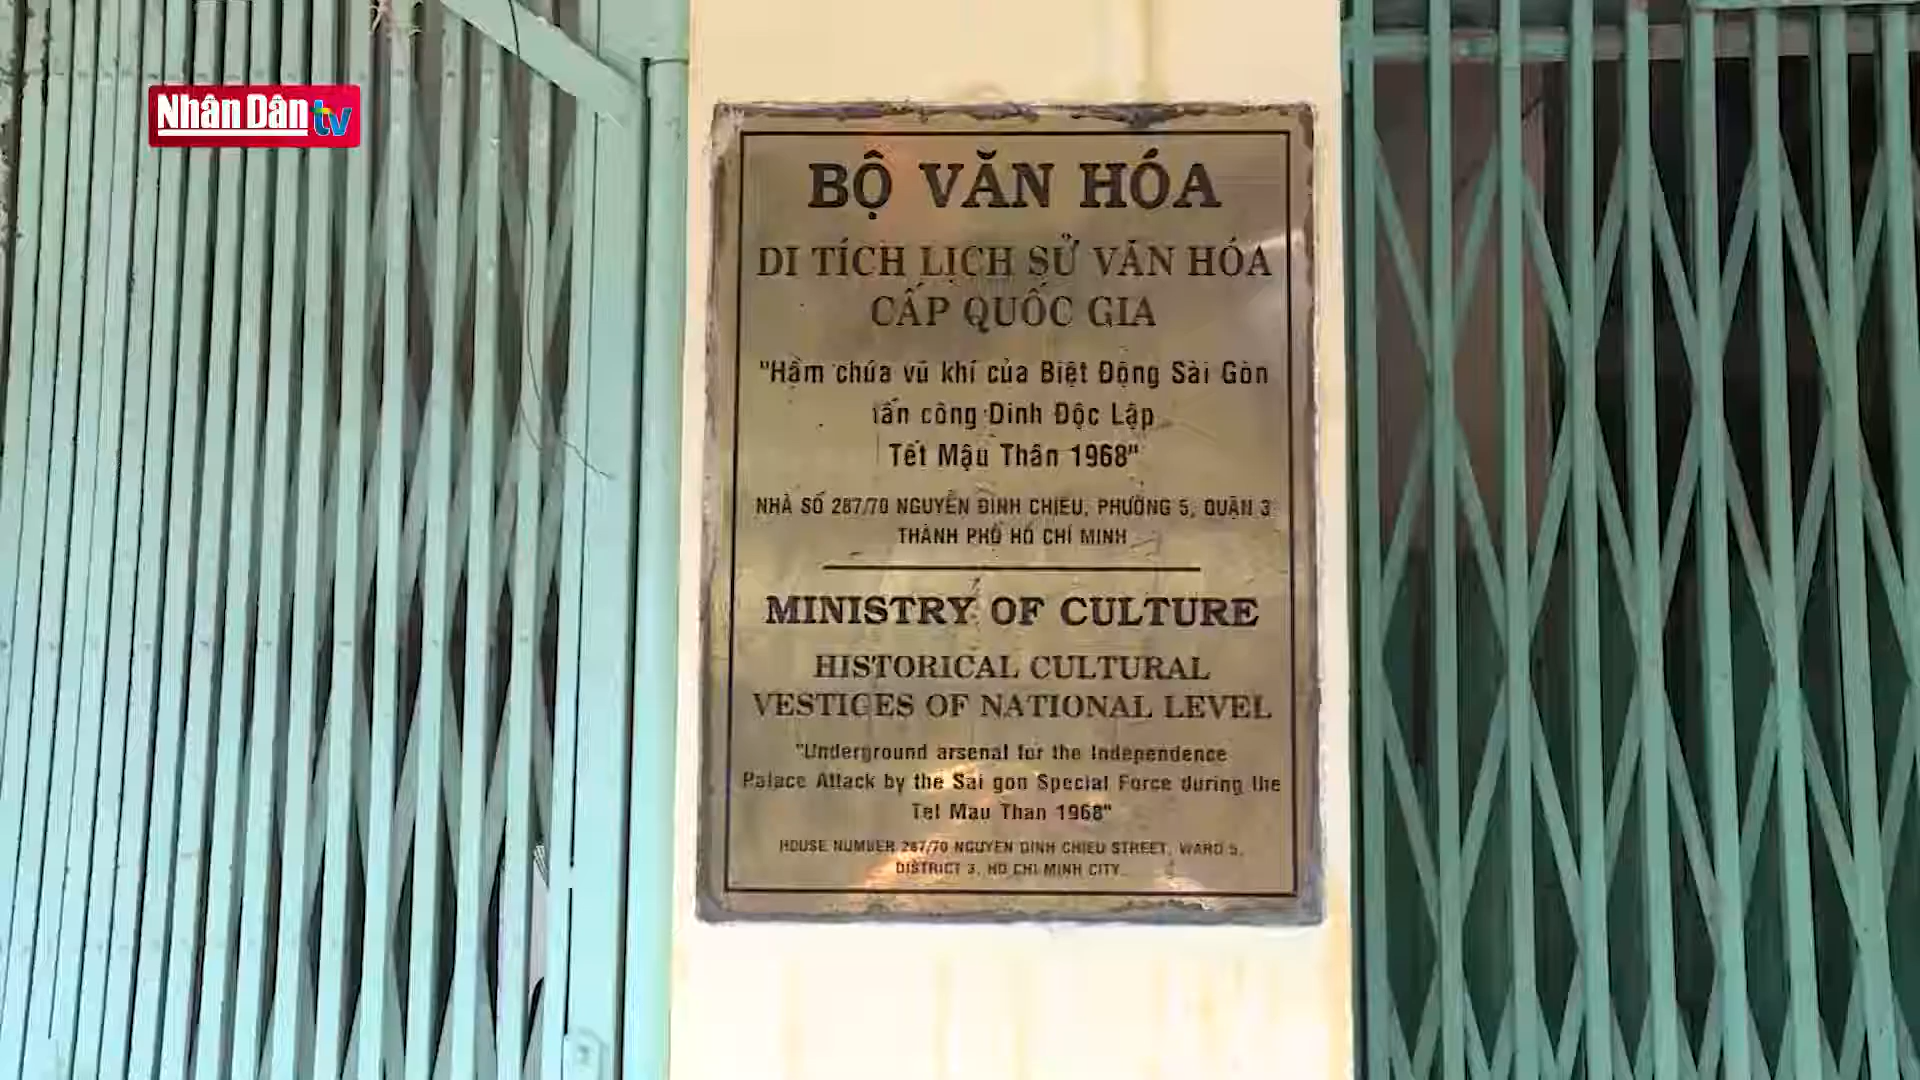 Nhân Dân tv
BỘ VĂN HÓA
DI TÍCH LỊCH SỬ VĂN HÓA
CẤP QUỐC GIA
"Hầm chứa vũ khí của Biệt Động Sài Gòn
tấn công Dinh Độc Lập
Tết Mậu Thân 1968"
NHÀ SỐ 287/70 NGUYỄN ĐÌNH CHIỂU, PHƯỜNG 5, QUẬN 3
THÀNH PHỐ HỒ CHÍ MINH
MINISTRY OF CULTURE
HISTORICAL CULTURAL
VESTIGES OF NATIONAL LEVEL
"Underground arsenal for the Independence
Palace Attack by the Sai gon Special Force during the
Tet Mau Than 1968"
HOUSE NUMBER 287/70 NGUYEN DINH CHIEU STREET, WARD 5,
DISTRICT 3, HO CHI MINH CITY.